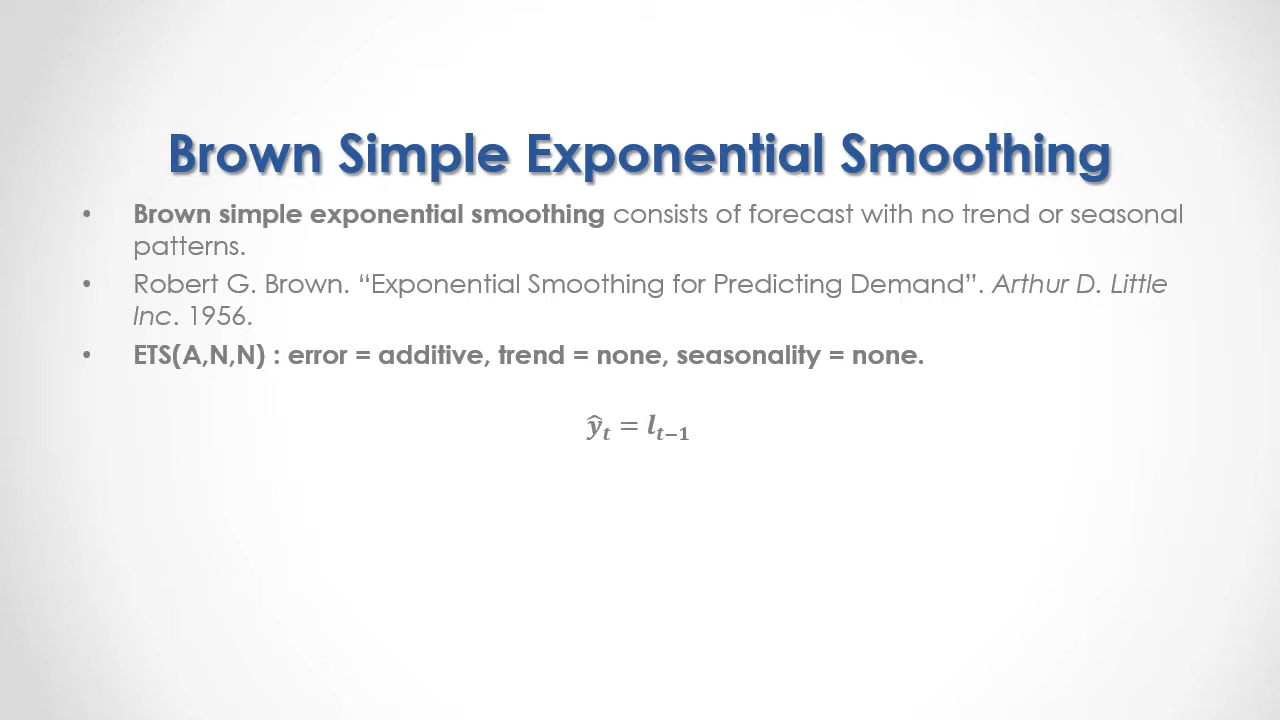 Brown Simple Exponential Smoothing
• Brown simple exponential smoothing consists of forecast with no trend or seasonal
patterns.
• Robert G. Brown. “Exponential Smoothing for Predicting Demand”. Arthur D. Little
Inc. 1956.
• ETS(A,N,N) : error = additive, trend = none, seasonality = none.
ŷₜ = lₜ₋₁